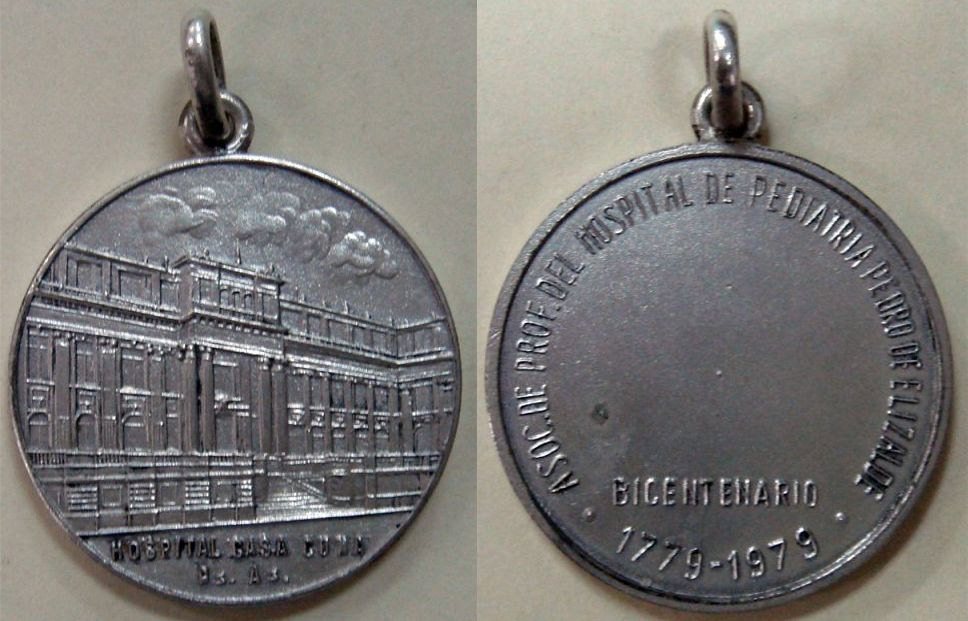 HOSPITAL CASA CUNA
Bs. As.
ASOC. DE PROF. DEL HOSPITAL DE PEDIATRIA PEDRO DE ELIZALDE
BICENTENARIO
1779-1979